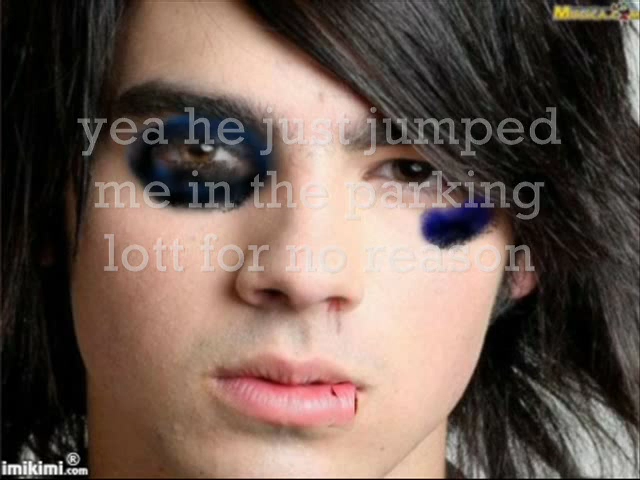 yea he just jumped
me in the parking
lott for no reason
imikimi.com®